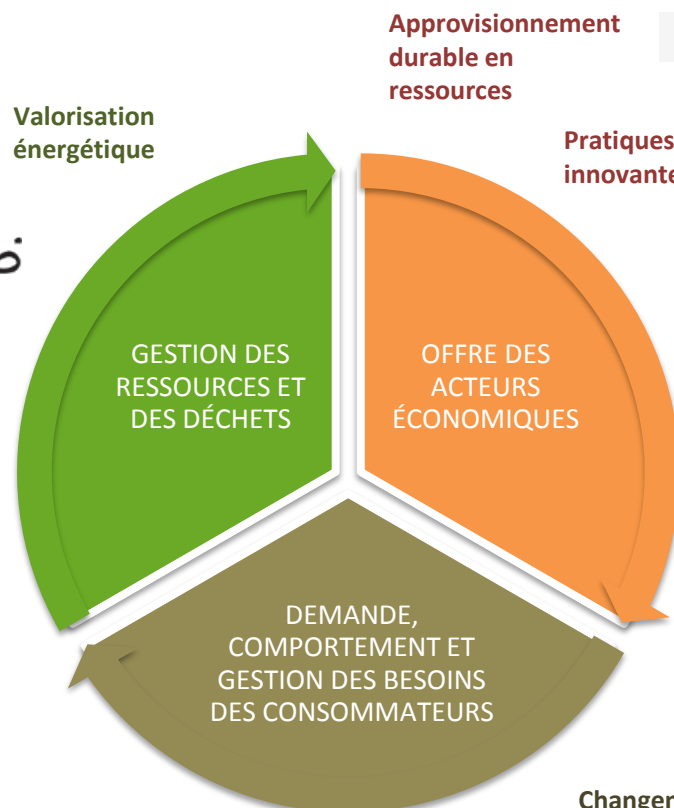 Approvisionnement
durable en
ressources
Valorisation
énergétique
Pratiques
GESTION DES
RESSOURCES ET
DES DÉCHETS
OFFRE DES
ACTEURS
ÉCONOMIQUES
DEMANDE,
COMPORTEMENT ET
GESTION DES BESOINS
DES CONSOMMATEURS